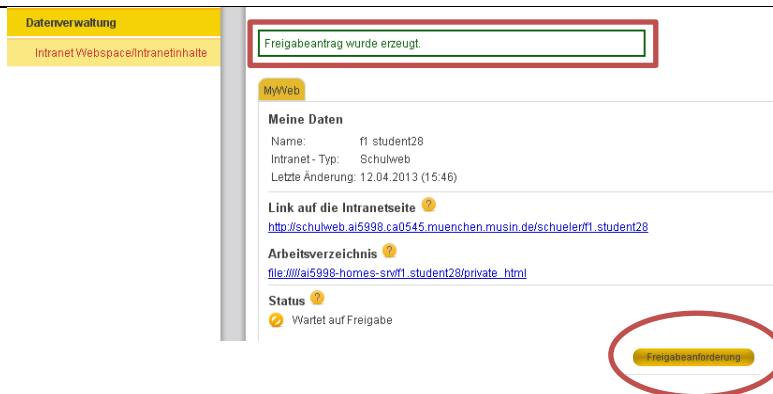 Datenverwaltung
Intranet Webspace/Intranetinhalte
Freigabeantrag wurde erzeugt.
MyWeb
Meine Daten
Name: f1 student28
Intranet - Typ: Schulweb
Letzte Änderung: 12.04.2013 (15:46)
Link auf die Intranetseite ?
http://schulweb.ai5998.ca0545.muenchen.musin.de/schueler/f1.student28
Arbeitsverzeichnis ?
file://///ai5998-homes-srv/f1.student28/private_html
Status ?
Wartet auf Freigabe
Freigabeanforderung